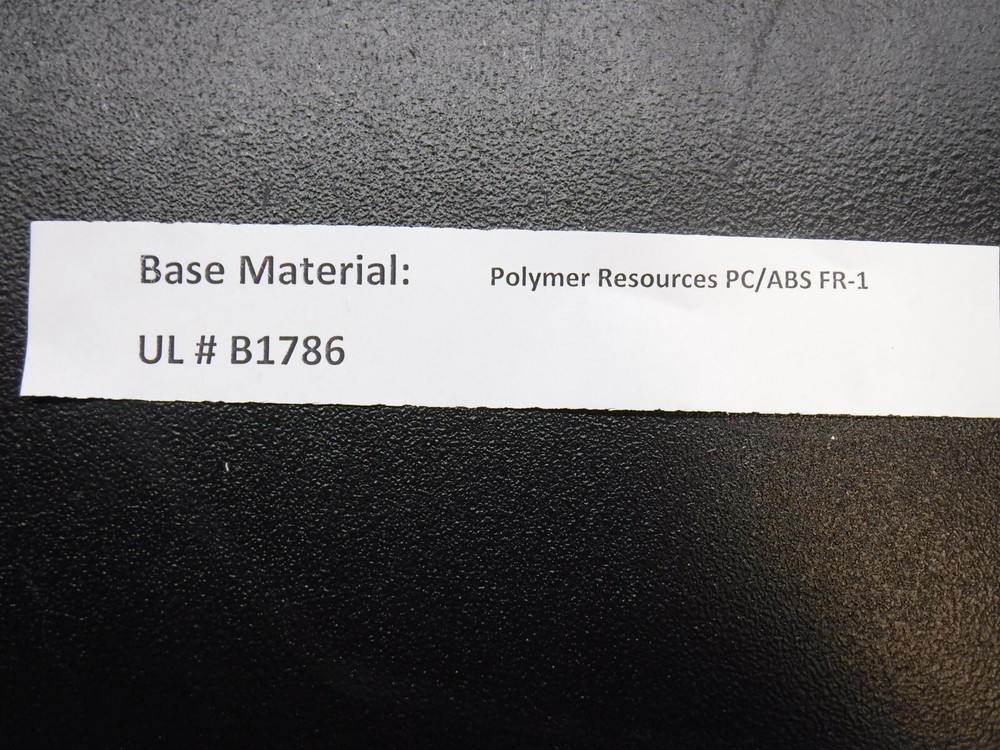 Base Material: Polymer Resources PC/ABS FR-1
UL # B1786